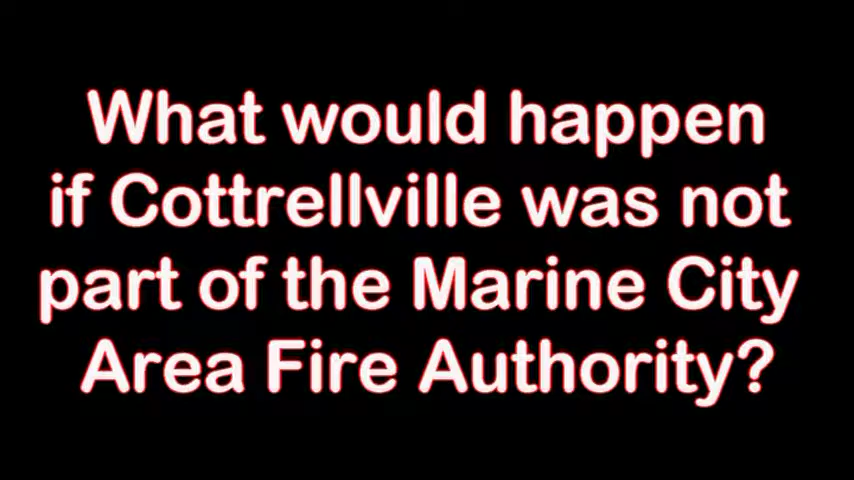 What would happen
if Cottrellville was not
part of the Marine City
Area Fire Authority?